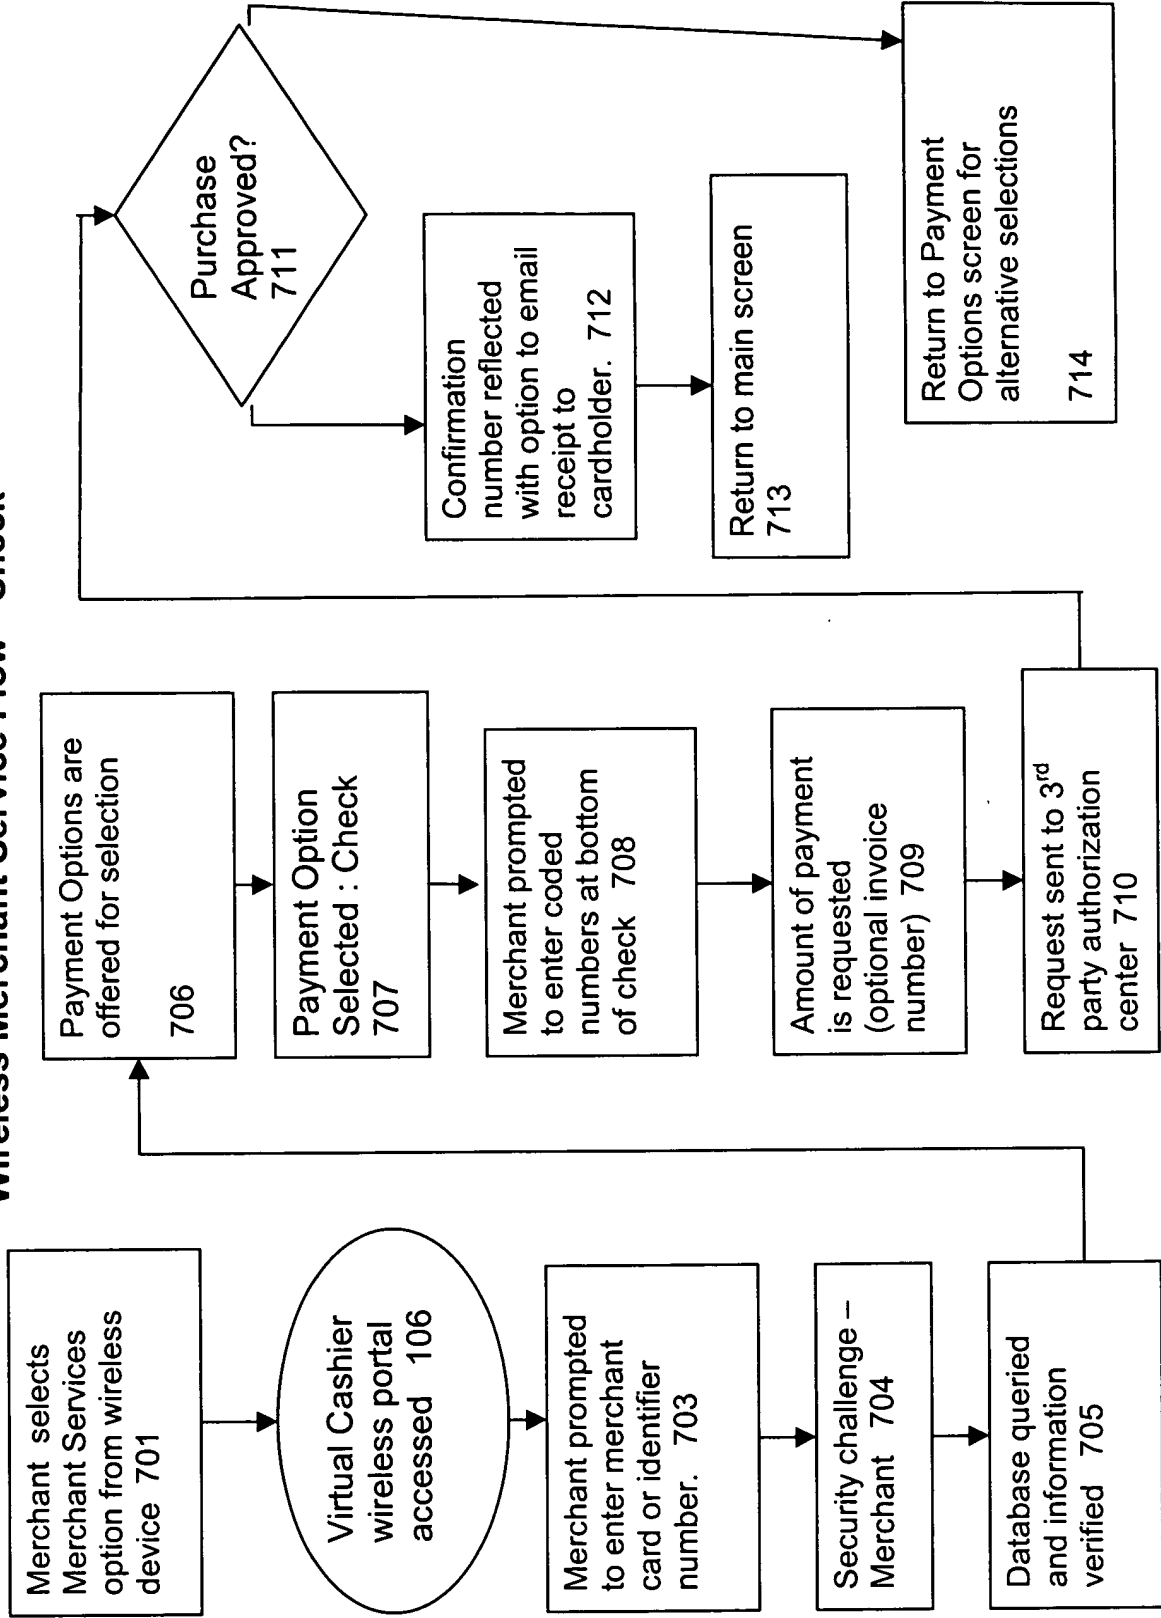 Wireless Merchant Service Flow - Check
Merchant selects
Merchant Services
option from wireless
device 701
Virtual Cashier
wireless portal
accessed 106
Merchant prompted
to enter merchant
card or identifier
number. 703
Security challenge –
Merchant 704
Database queried
and information
verified 705
Payment Options are
offered for selection
706
Payment Option
Selected : Check
707
Merchant prompted
to enter coded
numbers at bottom
of check 708
Amount of payment
is requested
(optional invoice
number) 709
Request sent to 3rd
party authorization
center 710
Purchase
Approved?
711
Confirmation
number reflected
with option to email
receipt to
cardholder. 712
Return to main screen
713
Return to Payment
Options screen for
alternative selections
714